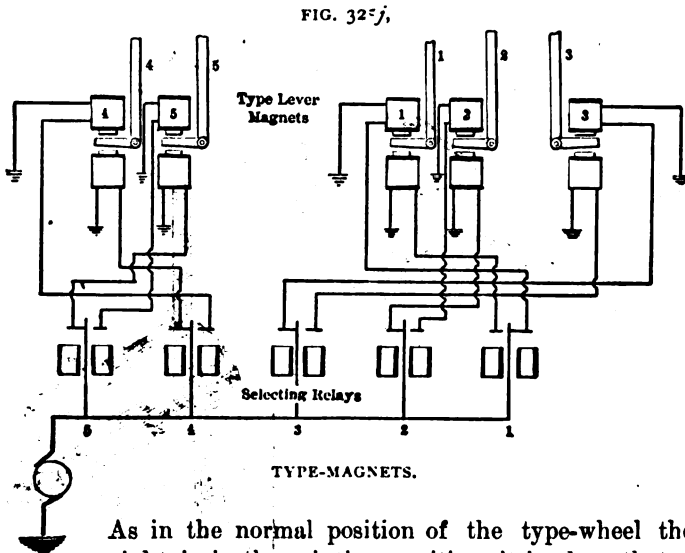 FIG. 32=j,
4
5
1
2
3
Type Lever
Magnets
4
5
1
2
3
Selecting Relays
5
4
3
2
1
TYPE-MAGNETS.
As in the normal position of the type-wheel the